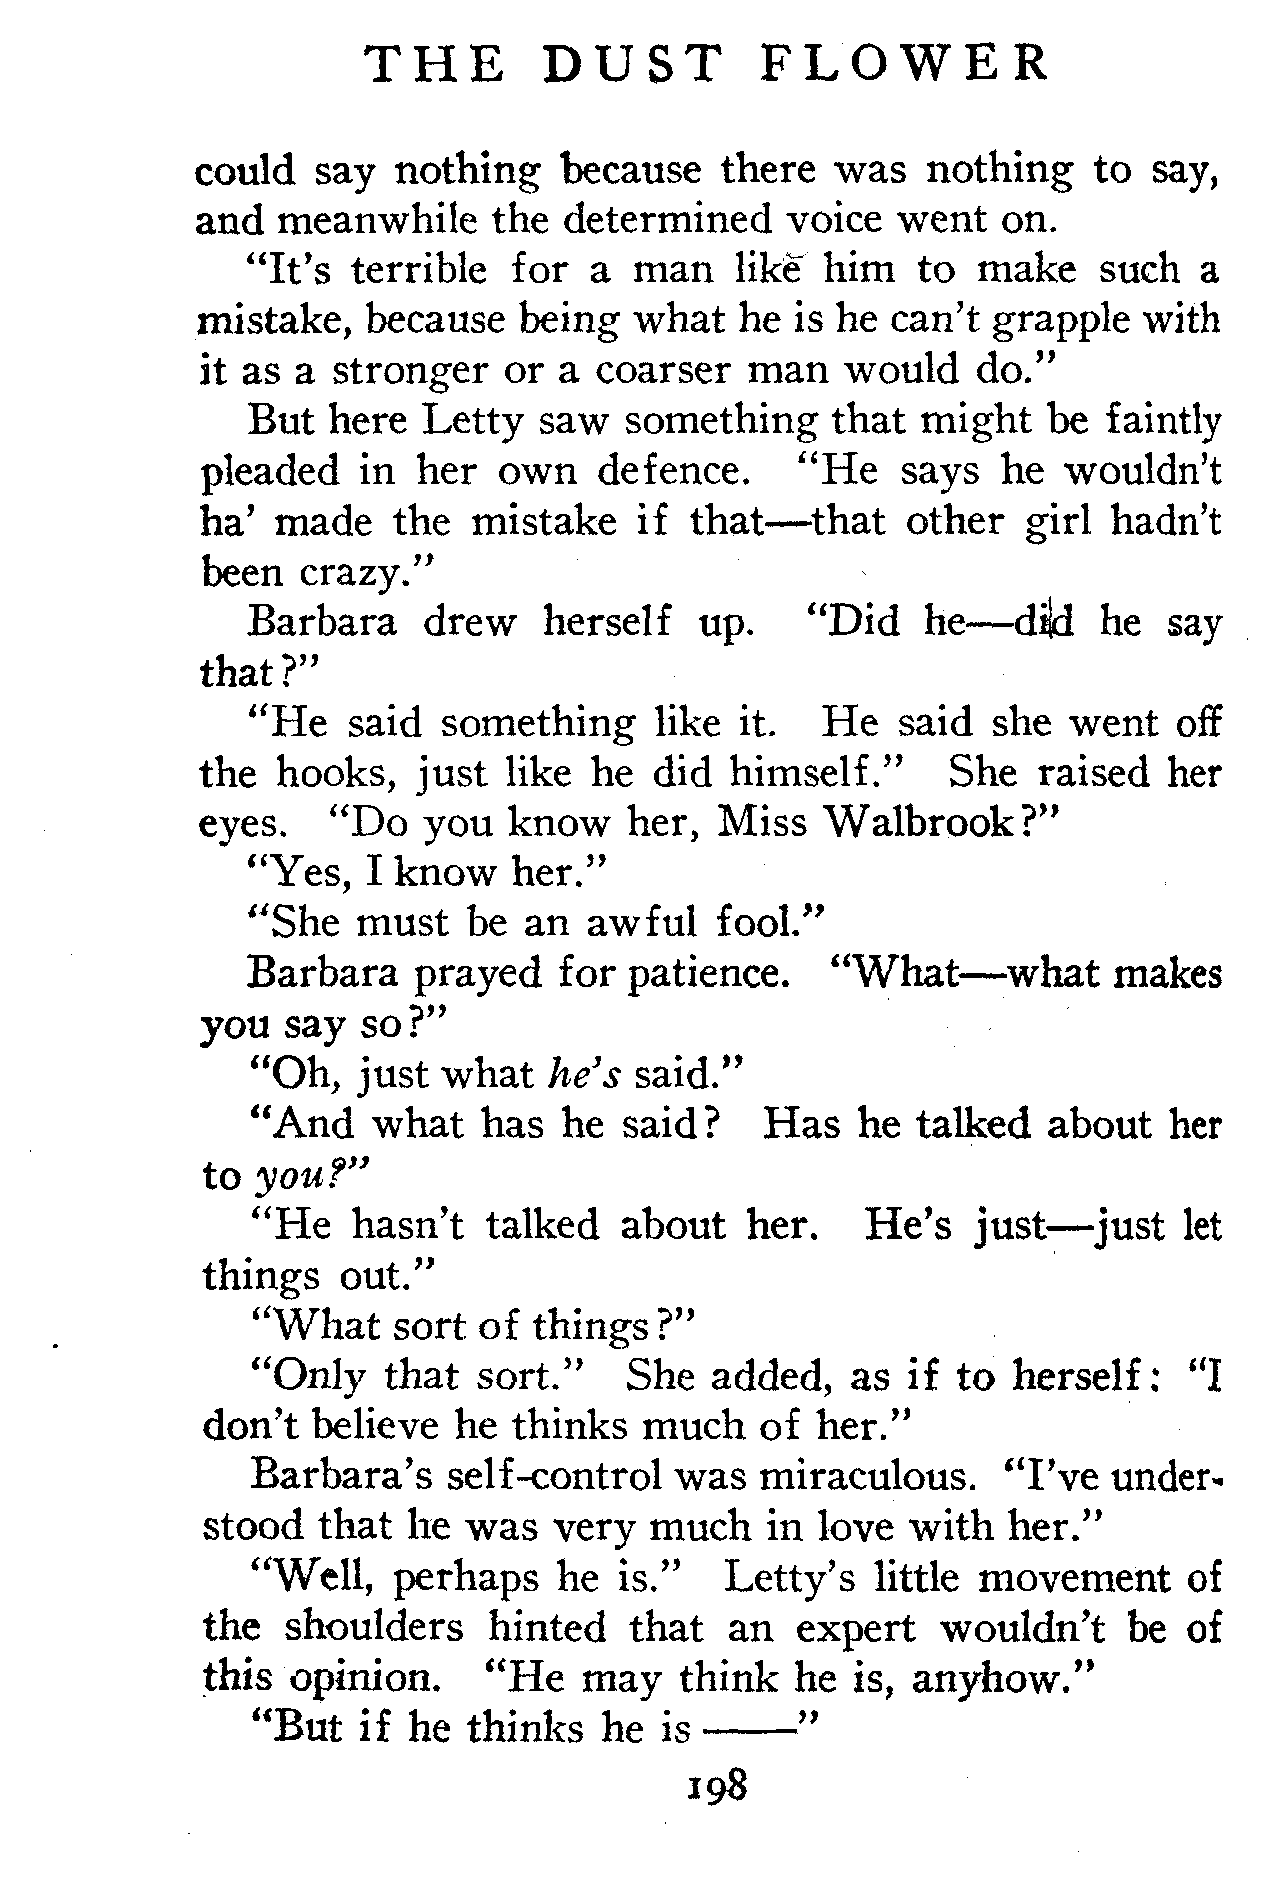 THE DUST FLOWER
could say nothing because there was nothing to say,
and meanwhile the determined voice went on.
“It’s terrible for a man like him to make such a
mistake, because being what he is he can’t grapple with
it as a stronger or a coarser man would do.”
But here Letty saw something that might be faintly
pleaded in her own defence. “He says he wouldn’t
ha’ made the mistake if that—that other girl hadn’t
been crazy.”
Barbara drew herself up. “Did he—did he say
that?”
“He said something like it. He said she went off
the hooks, just like he did himself.” She raised her
eyes. “Do you know her, Miss Walbrook?”
“Yes, I know her.”
“She must be an awful fool.”
Barbara prayed for patience. “What—what makes
you say so?”
“Oh, just what he’s said.”
“And what has he said? Has he talked about her
to you?”
“He hasn’t talked about her. He’s just—just let
things out.”
“What sort of things?”
“Only that sort.” She added, as if to herself: “I
don’t believe he thinks much of her.”
Barbara’s self-control was miraculous. “I’ve under-
stood that he was very much in love with her.”
“Well, perhaps he is.” Letty’s little movement of
the shoulders hinted that an expert wouldn’t be of
this opinion. “He may think he is, anyhow.”
“But if he thinks he is ——”
198